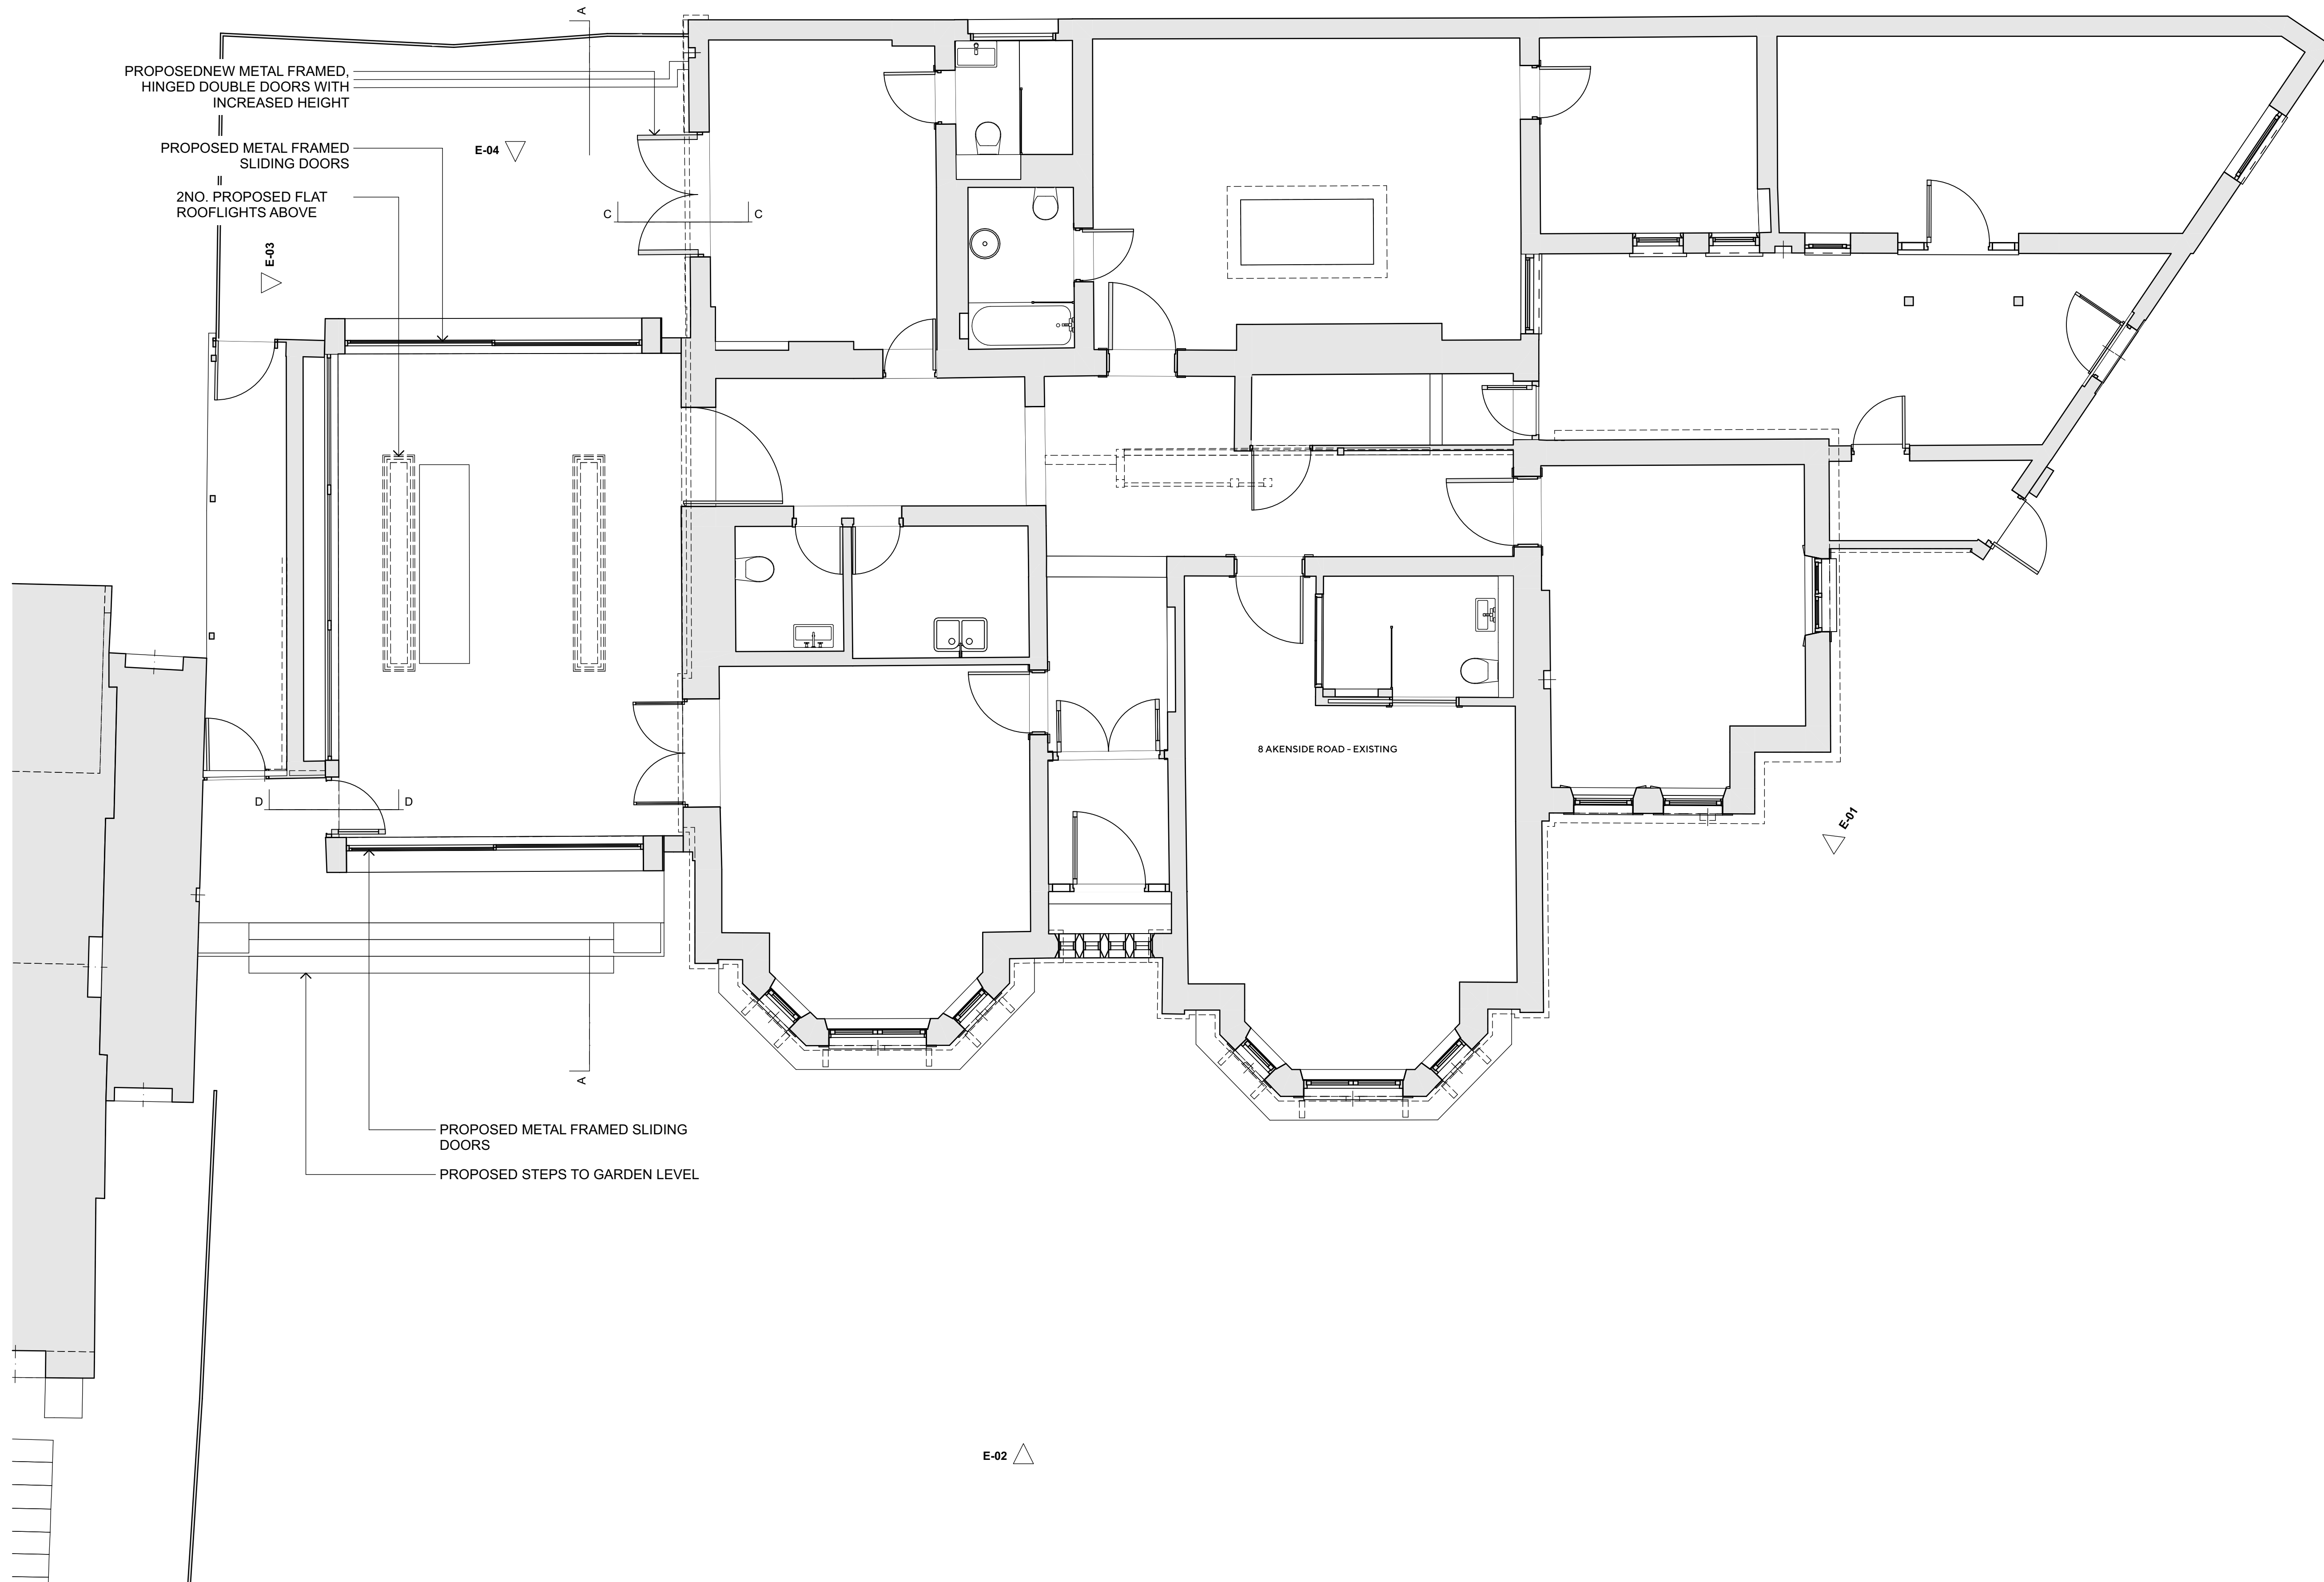 A
PROPOSEDNEW METAL FRAMED,
HINGED DOUBLE DOORS WITH
INCREASED HEIGHT
PROPOSED METAL FRAMED
SLIDING DOORS
E-04
2NO. PROPOSED FLAT
ROOFLIGHTS ABOVE
C
C
E-03
8 AKENSIDE ROAD - EXISTING
D
D
E-01
A
PROPOSED METAL FRAMED SLIDING
DOORS
PROPOSED STEPS TO GARDEN LEVEL
E-02